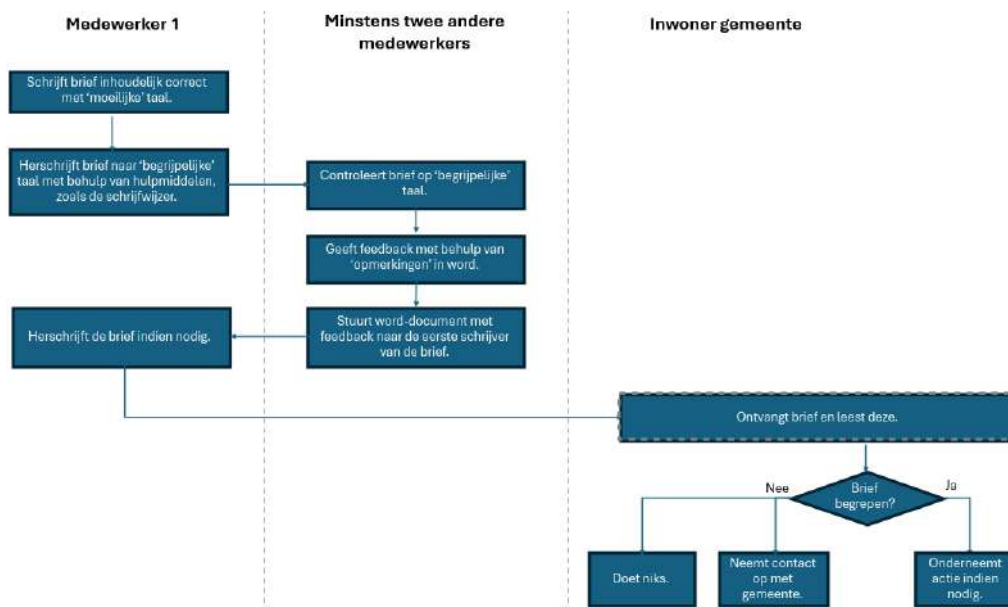 Medewerker 1
Minstens twee andere
medewerkers
Inwoner gemeente
Schrijft brief inhoudelijk correct
met ‘moeilijke’ taal.
Herschrijft brief naar ‘begrijpelijke’
taal met behulp van hulpmiddelen,
zoals de schrijfwijzer.
Controleert brief op ‘begrijpelijke’
taal.
Geeft feedback met behulp van
‘opmerkingen’ in word.
Stuurt word-document met
feedback naar de eerste schrijver
van de brief.
Herschrijft de brief indien nodig.
Ontvangt brief en leest deze.
Brief
begrepen?
Nee
Ja
Doet niks.
Neemt contact
op met
gemeente.
Onderneemt
actie indien
nodig.